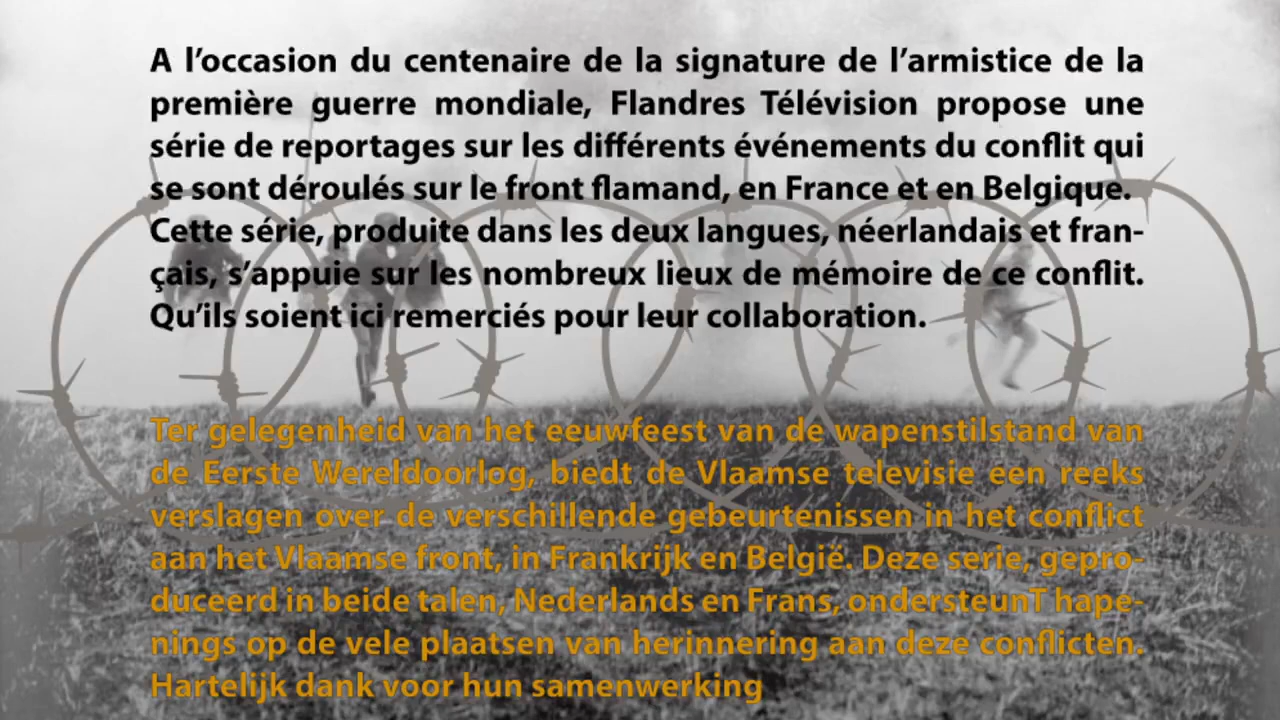 A l’occasion du centenaire de la signature de l’armistice de la
première guerre mondiale, Flandres Télévision propose une
série de reportages sur les différents événements du conflit qui
se sont déroulés sur le front flamand, en France et en Belgique.
Cette série, produite dans les deux langues, néerlandais et fran-
çais, s’appuie sur les nombreux lieux de mémoire de ce conflit.
Qu’ils soient ici remerciés pour leur collaboration.
Ter gelegenheid van het eeuwfeest van de wapenstilstand van
de Eerste Wereldoorlog, biedt de Vlaamse televisie een reeks
verslagen over de verschillende gebeurtenissen in het conflict
aan het Vlaamse front, in Frankrijk en België. Deze serie, gepro-
duceerd in beide talen, Nederlands en Frans, ondersteunT hape-
nings op de vele plaatsen van herinnering aan deze conflicten.
Hartelijk dank voor hun samenwerking